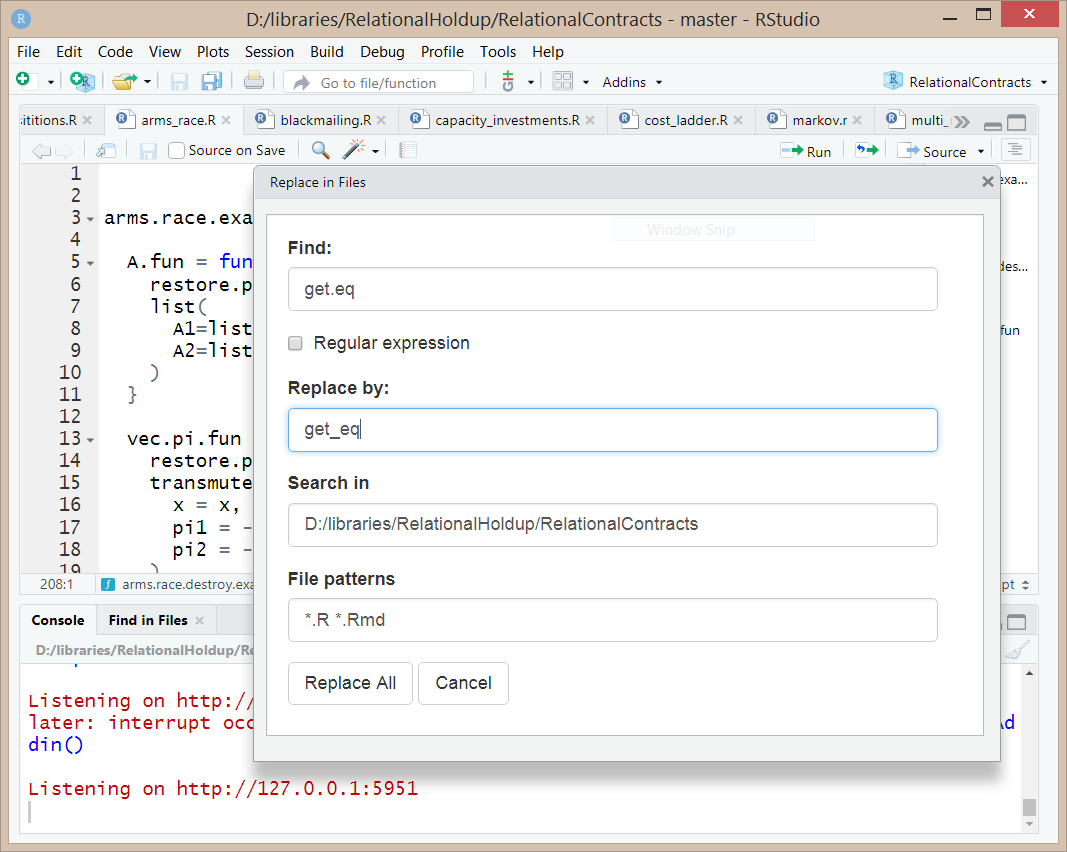 R D:/libraries/RelationalHoldup/RelationalContracts - master - RStudio
File Edit Code View Plots Session Build Debug Profile Tools Help
Go to file/function Addins RelationalContracts
arms_race.R blackmailing.R capacity_investments.R cost_ladder.R markov.r multi_
Source on Save Run Source
Replace in Files
Window Snip
Find:
get.eq
Regular expression
Replace by:
get_eq
Search in
D:/libraries/RelationalHoldup/RelationalContracts
File patterns
*.R *.Rmd
Replace All Cancel
1
2
3 arms.race.exa
4
5 A.fun = fun
6 restore.p
7 list(
8 A1=list
9 A2=list
10 )
11 }
12
13 vec.pi.fun
14 restore.p
15 transmute
16 x = x,
17 pi1 = -
18 pi2 = -
19 )
208:1 arms.race.destroy.exa
Console Find in Files
D:/libraries/RelationalHoldup/Re
Listening on http://
later: interrupt occ
din()
Listening on http://127.0.0.1:5951